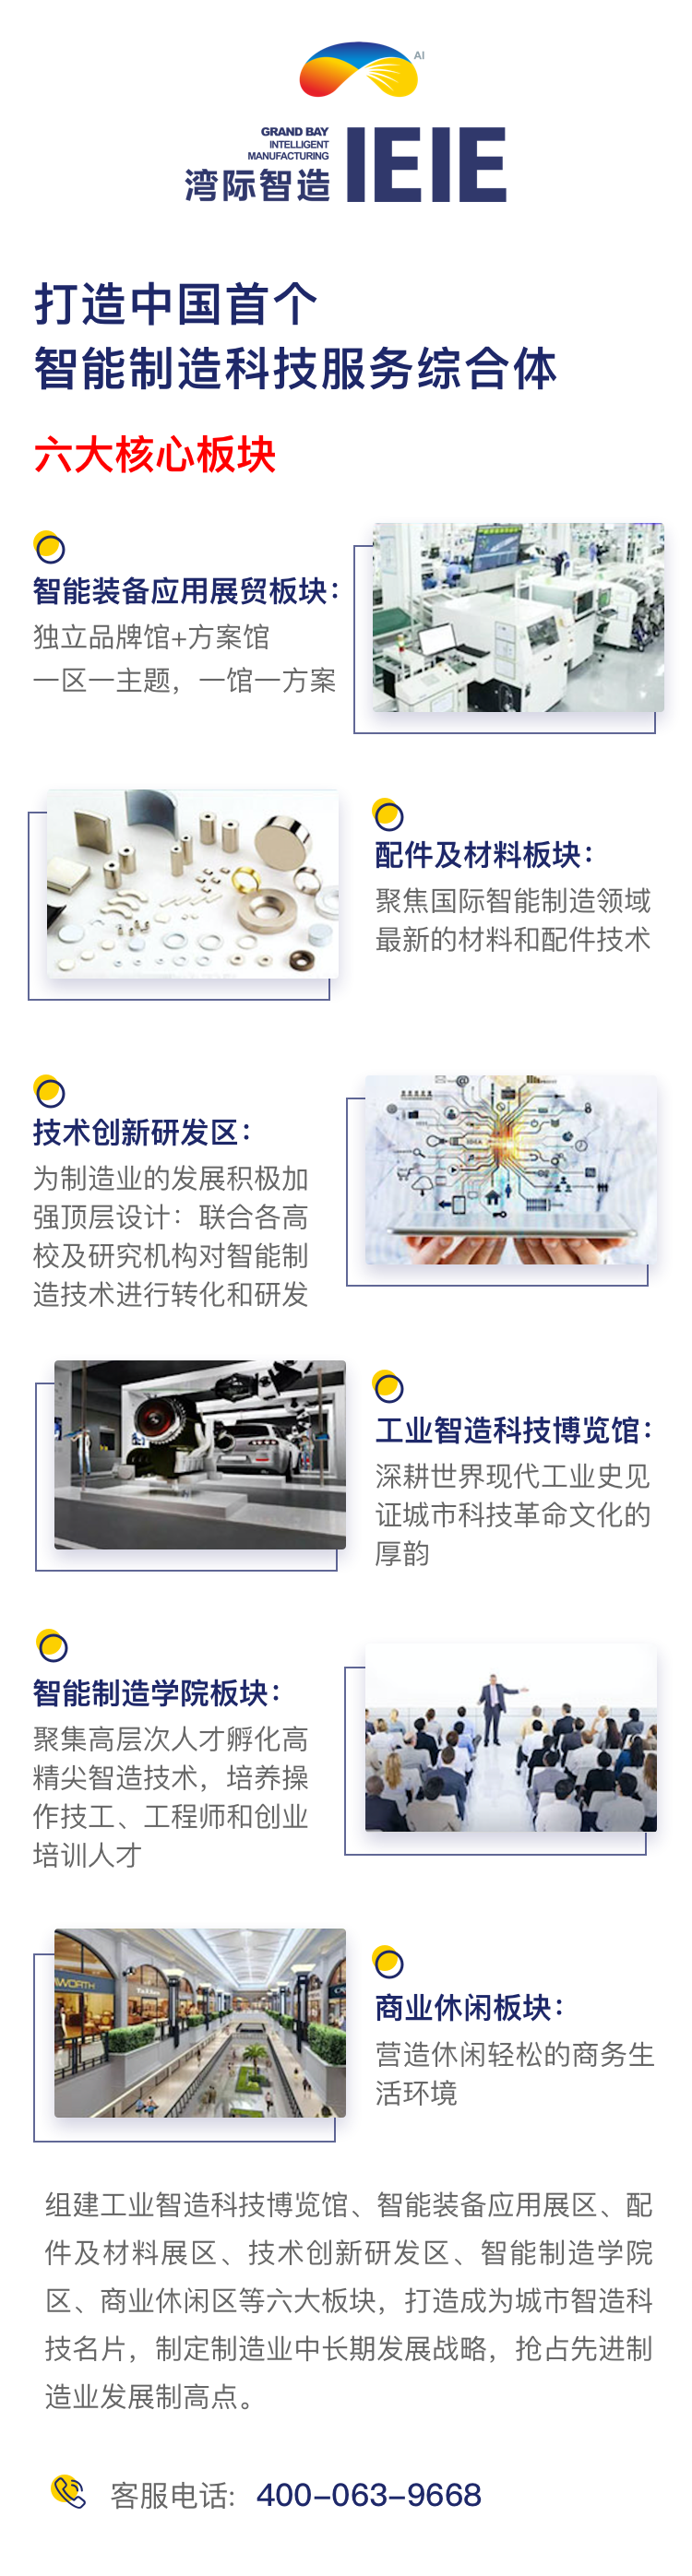 AI
GRAND BAY
INTELLIGENT
MANUFACTURING
湾际智造
IEIE
打造中国首个
智能制造科技服务综合体
六大核心板块
智能装备应用展贸板块：
独立品牌馆+方案馆
一区一主题，一馆一方案
配件及材料板块：
聚焦国际智能制造领域
最新的材料和配件技术
技术创新研发区：
为制造业的发展积极加
强顶层设计：联合各高
校及研究机构对智能制
造技术进行转化和研发
工业智造科技博览馆：
深耕世界现代工业史见
证城市科技革命文化的
厚韵
智能制造学院板块：
聚集高层次人才孵化高
精尖智造技术，培养操
作技工、工程师和创业
培训人才
WORTH
商业休闲板块：
营造休闲轻松的商务生
活环境
组建工业智造科技博览馆、智能装备应用展区、配
件及材料展区、技术创新研发区、智能制造学院
区、商业休闲区等六大板块，打造成为城市智造科
技名片，制定制造业中长期发展战略，抢占先进制
造业发展制高点。
客服电话：400-063-9668